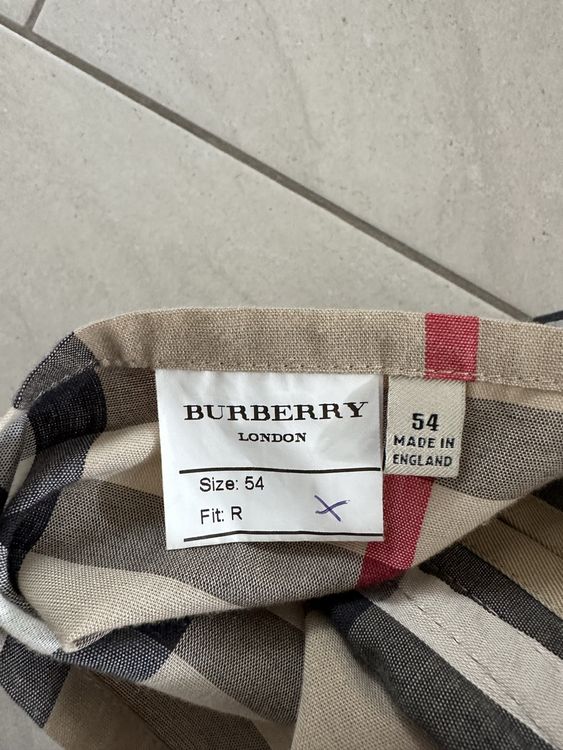 BURBERRY
LONDON
Size: 54
Fit: R
54
MADE IN
ENGLAND